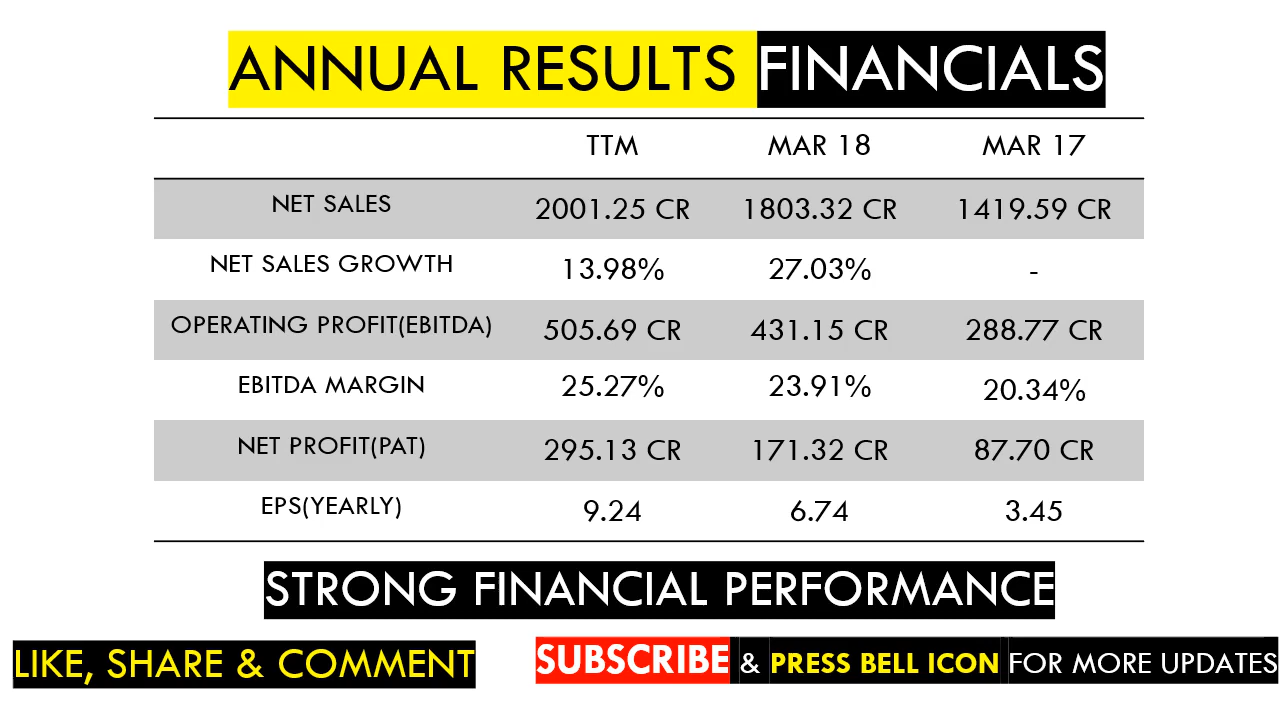 ANNUAL RESULTS FINANCIALS
TTM MAR 18 MAR 17
NET SALES 2001.25 CR 1803.32 CR 1419.59 CR
NET SALES GROWTH 13.98% 27.03% -
OPERATING PROFIT(EBITDA) 505.69 CR 431.15 CR 288.77 CR
EBITDA MARGIN 25.27% 23.91% 20.34%
NET PROFIT(PAT) 295.13 CR 171.32 CR 87.70 CR
EPS(YEARLY) 9.24 6.74 3.45
STRONG FINANCIAL PERFORMANCE
LIKE, SHARE & COMMENT
SUBSCRIBE & PRESS BELL ICON FOR MORE UPDATES